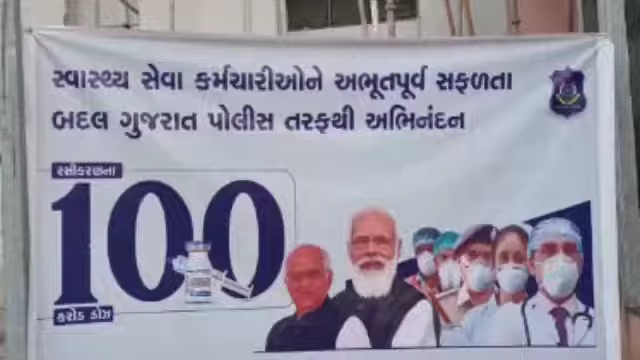 સ્વાસ્થ્ય સેવા કર્મચારીઓને અભૂતપૂર્વ સફળતા
બદલ ગુજરાત પોલીસ તરફથી અભિનંદન
રસીકરણના
100
કરોડ ડોઝ